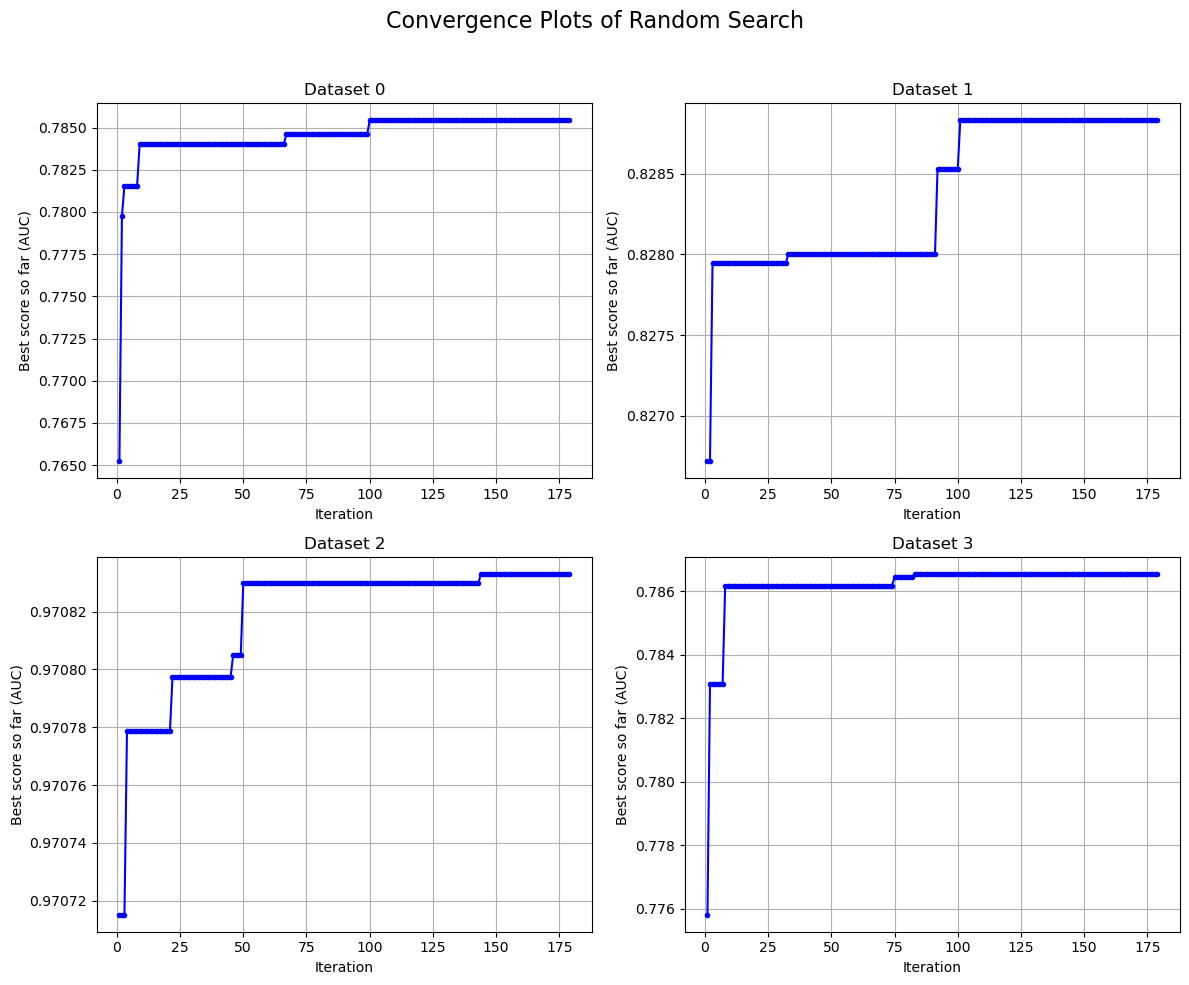 Convergence Plots of Random Search
Dataset 0
0.7850
0.7825
0.7800
0.7775
0.7750
0.7725
0.7700
0.7675
0.7650
Best score so far (AUC)
0 25 50 75 100 125 150 175
Iteration
Dataset 1
0.8285
0.8280
0.8275
0.8270
Best score so far (AUC)
0 25 50 75 100 125 150 175
Iteration
Dataset 2
0.97082
0.97080
0.97078
0.97076
0.97074
0.97072
Best score so far (AUC)
0 25 50 75 100 125 150 175
Iteration
Dataset 3
0.786
0.784
0.782
0.780
0.778
0.776
Best score so far (AUC)
0 25 50 75 100 125 150 175
Iteration